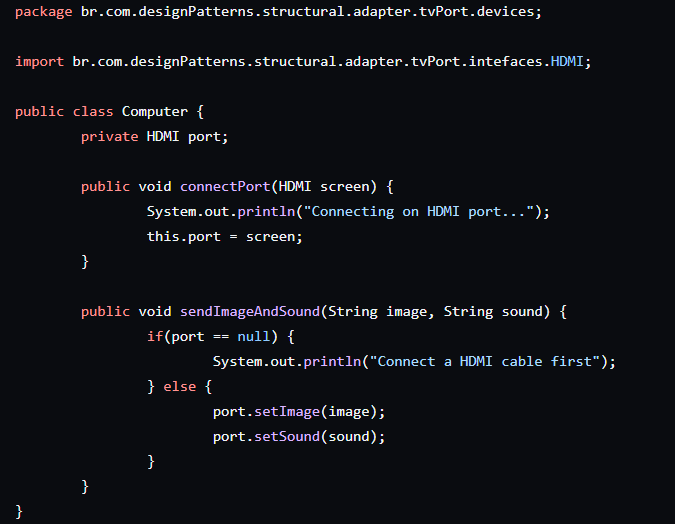 package br.com.designPatterns.structural.adapter.tvPort.devices;
import br.com.designPatterns.structural.adapter.tvPort.intefaces.HDMI;
public class Computer {
private HDMI port;
public void connectPort(HDMI screen) {
System.out.println("Connecting on HDMI port...");
this.port = screen;
}
public void sendImageAndSound(String image, String sound) {
if(port == null) {
System.out.println("Connect a HDMI cable first");
} else {
port.setImage(image);
port.setSound(sound);
}
}
}